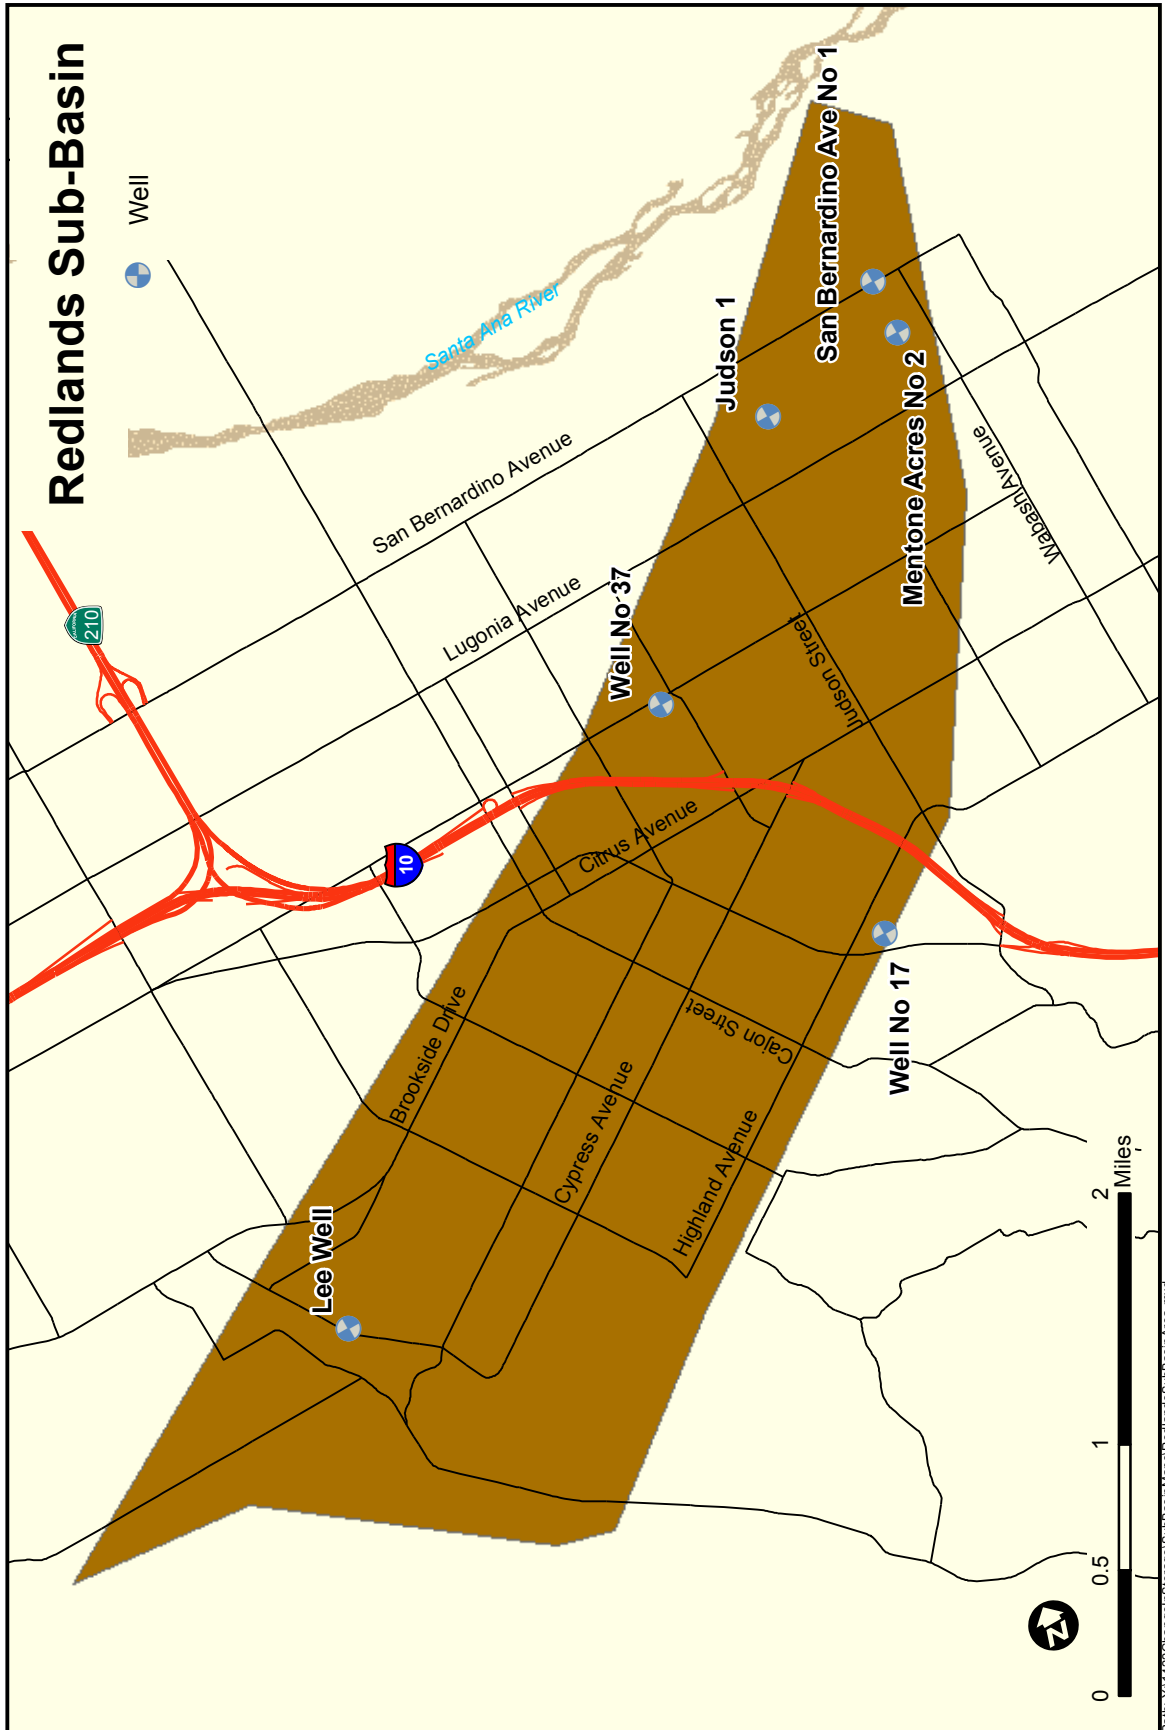 Redlands Sub-Basin
Well
Santa Ana River
San Bernardino Ave No 1
Judson 1
Mentone Acres No 2
San Bernardino Avenue
Lugonia Avenue
Wabash Avenue
Well No 37
Judson Street
CALIFORNIA
210
10
Citrus Avenue
Well No 17
Brookside Drive
Cajon Street
Cypress Avenue
Highland Avenue
Lee Well
N
0 0.5 1 2
Miles